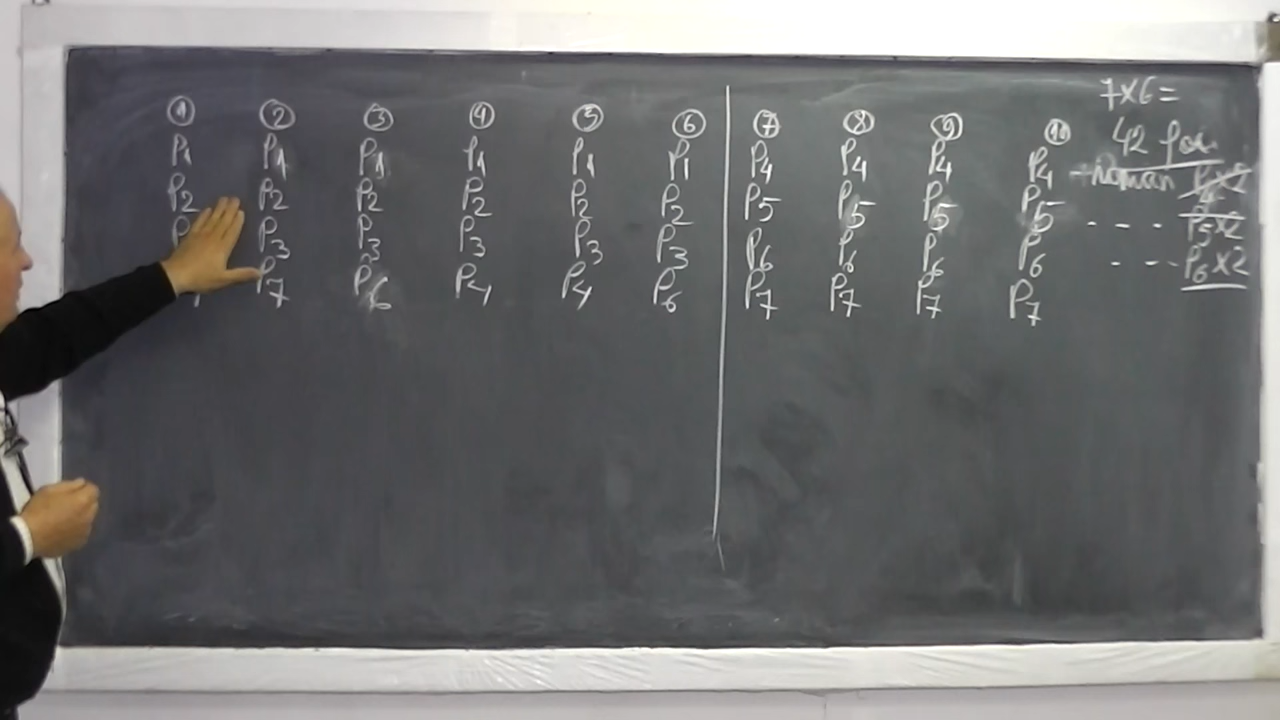 ① ② ③ ④ ⑤ ⑥ ⑦ ⑧ ⑨ ⑩
P1 P1 P1 P1 P1 P1 P4 P4 P4 P4
P2 P2 P2 P2 P2 P2 P5 P5 P5 P5
P3 P3 P3 P3 P3 P6 P6 P6 P6
P7 P6 P4 P4 P6 P7 P7 P7 P7
7x6=
42
P4x2
- - - P5x2
- - - P6x2